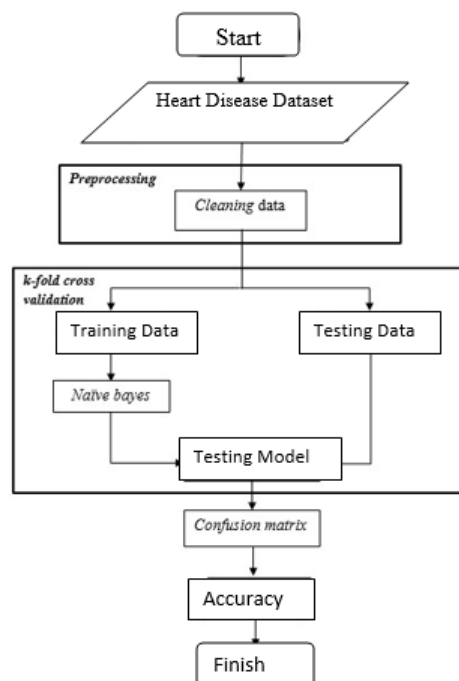 Start
Heart Disease Dataset
Preprocessing
Cleaning data
k-fold cross
validation
Training Data
Testing Data
Naïve bayes
Testing Model
Confusion matrix
Accuracy
Finish